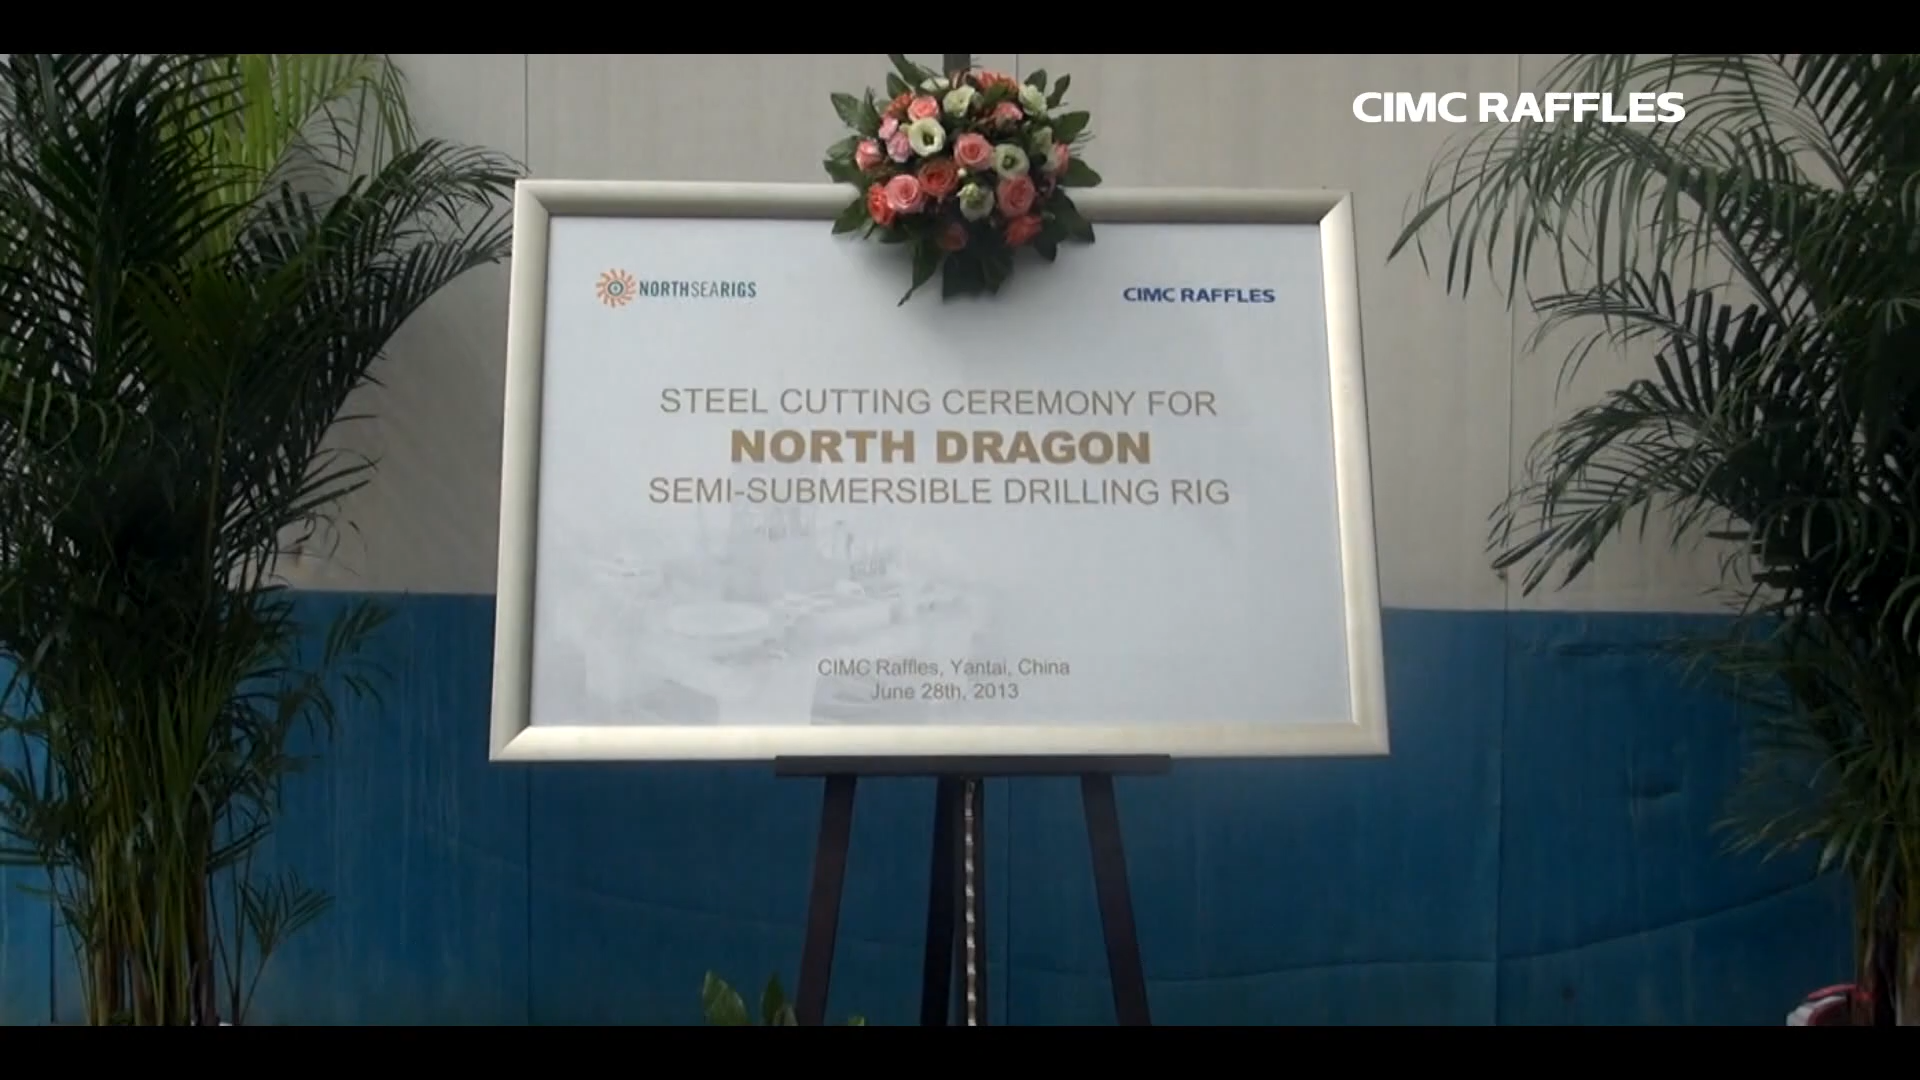 CIMC RAFFLES
NORTHSEARIGS
CIMC RAFFLES
STEEL CUTTING CEREMONY FOR
NORTH DRAGON
SEMI-SUBMERSIBLE DRILLING RIG
CIMC Raffles, Yantai, China
June 28th, 2013